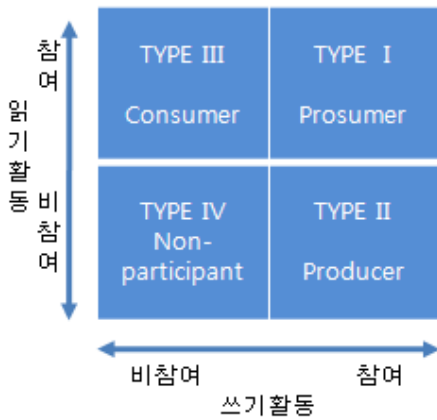 참여
읽기활동
비참여
TYPE III
Consumer
TYPE I
Prosumer
TYPE IV
Non-
participant
TYPE II
Producer
비참여
참여
쓰기활동